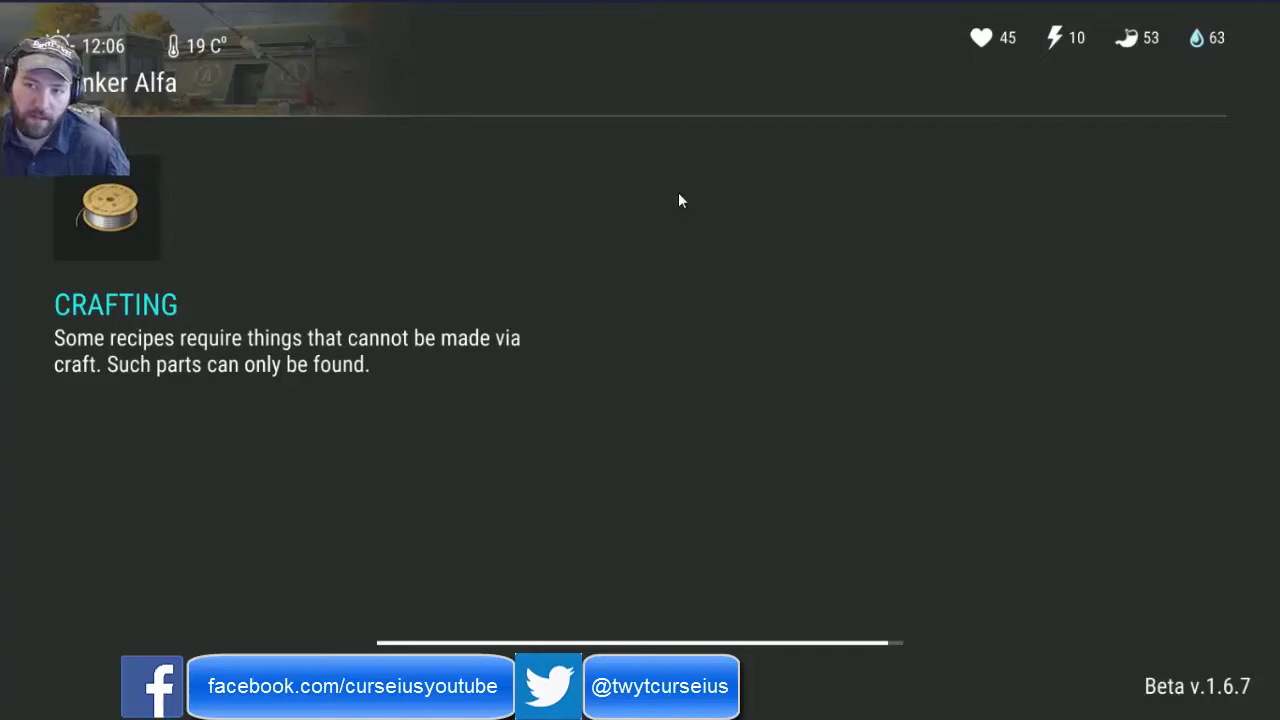 12:06 19 C°
45 10 53 63
nker Alfa
CRAFTING
Some recipes require things that cannot be made via
craft. Such parts can only be found.
facebook.com/curseiusyoutube @twytcurseius
Beta v.1.6.7